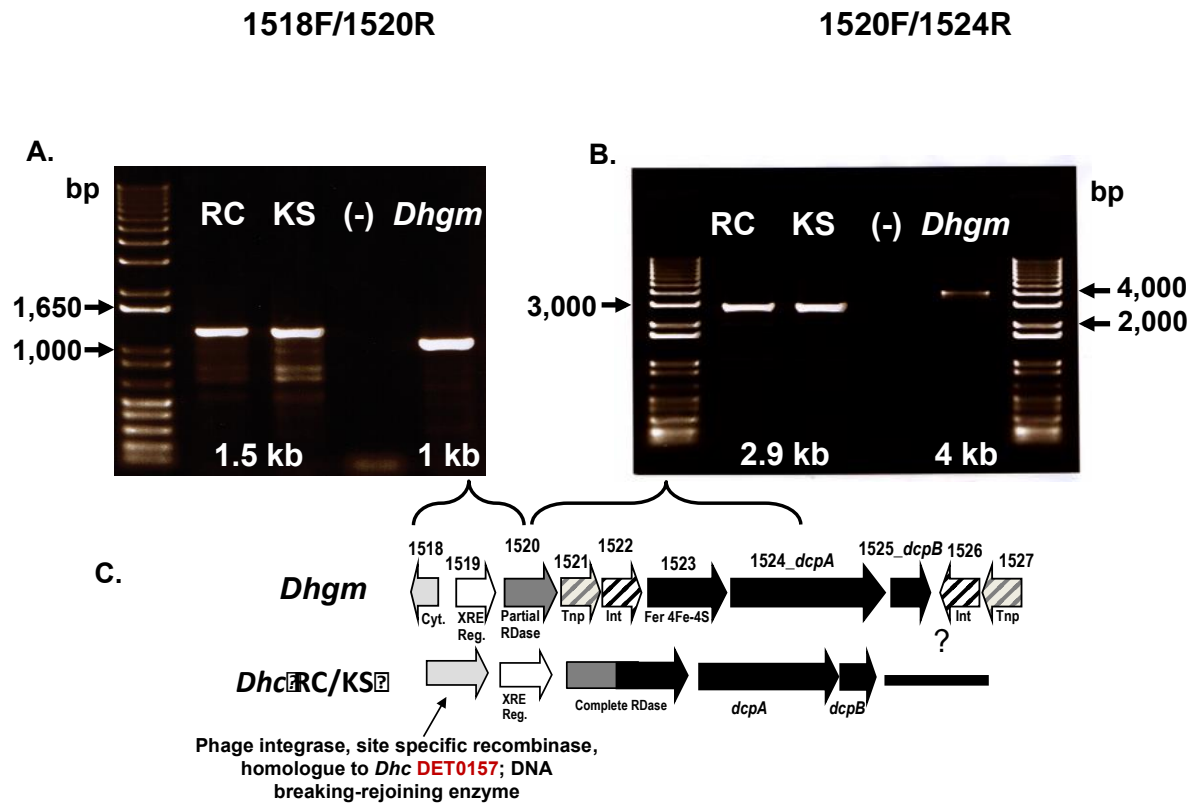 1518F/1520R
1520F/1524R
A.
bp
RC KS (-) Dhgm
1,650
1,000
1.5 kb 1 kb
B.
bp
RC KS (-) Dhgm
3,000
4,000
2,000
2.9 kb 4 kb
C.
1518 1519 1520 1521 1522 1523 1524_dcpA 1525_dcpB 1526 1527
Dhgm
Cyt. XRE Reg. Partial RDase Tnp Int Fer 4Fe-4S Int Tnp
?
Dhc RC/KS
XRE Reg. Complete RDase dcpA dcpB
Phage integrase, site specific recombinase,
homologue to Dhc DET0157; DNA
breaking-rejoining enzyme